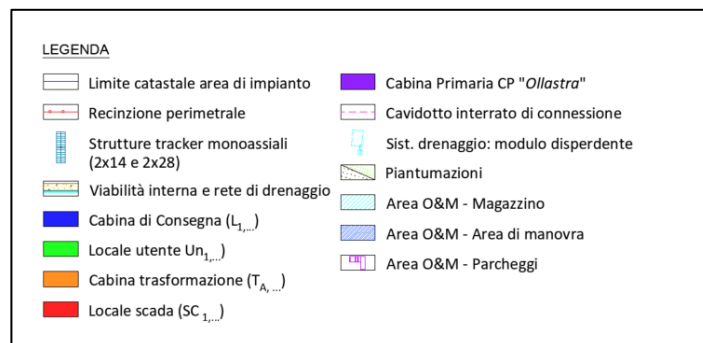 LEGENDA
Limite catastale area di impianto
Recinzione perimetrale
Strutture tracker monoassiali
(2x14 e 2x28)
Viabilità interna e rete di drenaggio
Cabina di Consegna (L1,...)
Locale utente Un1,...)
Cabina trasformazione (TA, ...)
Locale scada (SC 1,...)
Cabina Primaria CP "Ollastra"
Cavidotto interrato di connessione
Sist. drenaggio: modulo disperdente
Piantumazioni
Area O&M - Magazzino
Area O&M - Area di manovra
Area O&M - Parcheggi